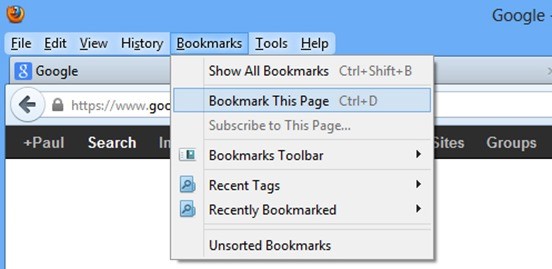 Google
File Edit View History Bookmarks Tools Help
Google
Show All Bookmarks Ctrl+Shift+B
https://www.goo
Bookmark This Page Ctrl+D
Subscribe to This Page...
+Paul Search Sites Groups
Bookmarks Toolbar
Recent Tags
Recently Bookmarked
Unsorted Bookmarks